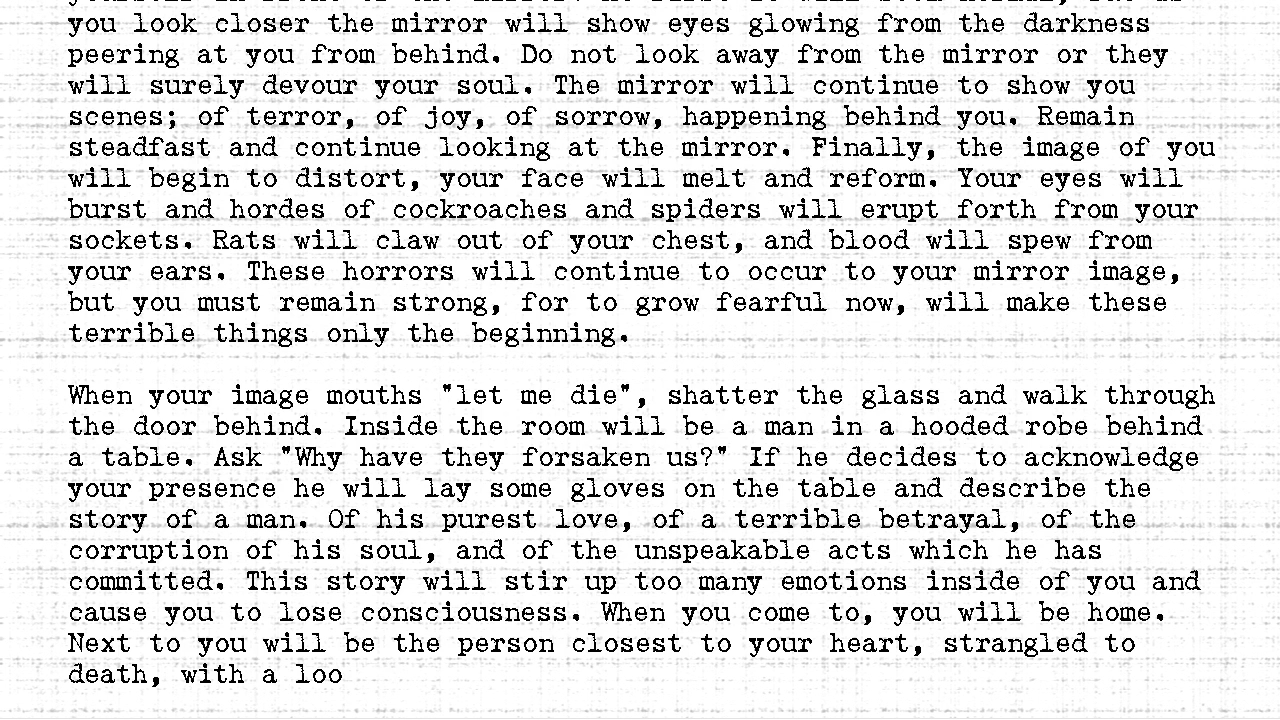 you look closer the mirror will show eyes glowing from the darkness
peering at you from behind. Do not look away from the mirror or they
will surely devour your soul. The mirror will continue to show you
scenes; of terror, of joy, of sorrow, happening behind you. Remain
steadfast and continue looking at the mirror. Finally, the image of you
will begin to distort, your face will melt and reform. Your eyes will
burst and hordes of cockroaches and spiders will erupt forth from your
sockets. Rats will claw out of your chest, and blood will spew from
your ears. These horrors will continue to occur to your mirror image,
but you must remain strong, for to grow fearful now, will make these
terrible things only the beginning.
When your image mouths "let me die", shatter the glass and walk through
the door behind. Inside the room will be a man in a hooded robe behind
a table. Ask "Why have they forsaken us?" If he decides to acknowledge
your presence he will lay some gloves on the table and describe the
story of a man. Of his purest love, of a terrible betrayal, of the
corruption of his soul, and of the unspeakable acts which he has
committed. This story will stir up too many emotions inside of you and
cause you to lose consciousness. When you come to, you will be home.
Next to you will be the person closest to your heart, strangled to
death, with a loo